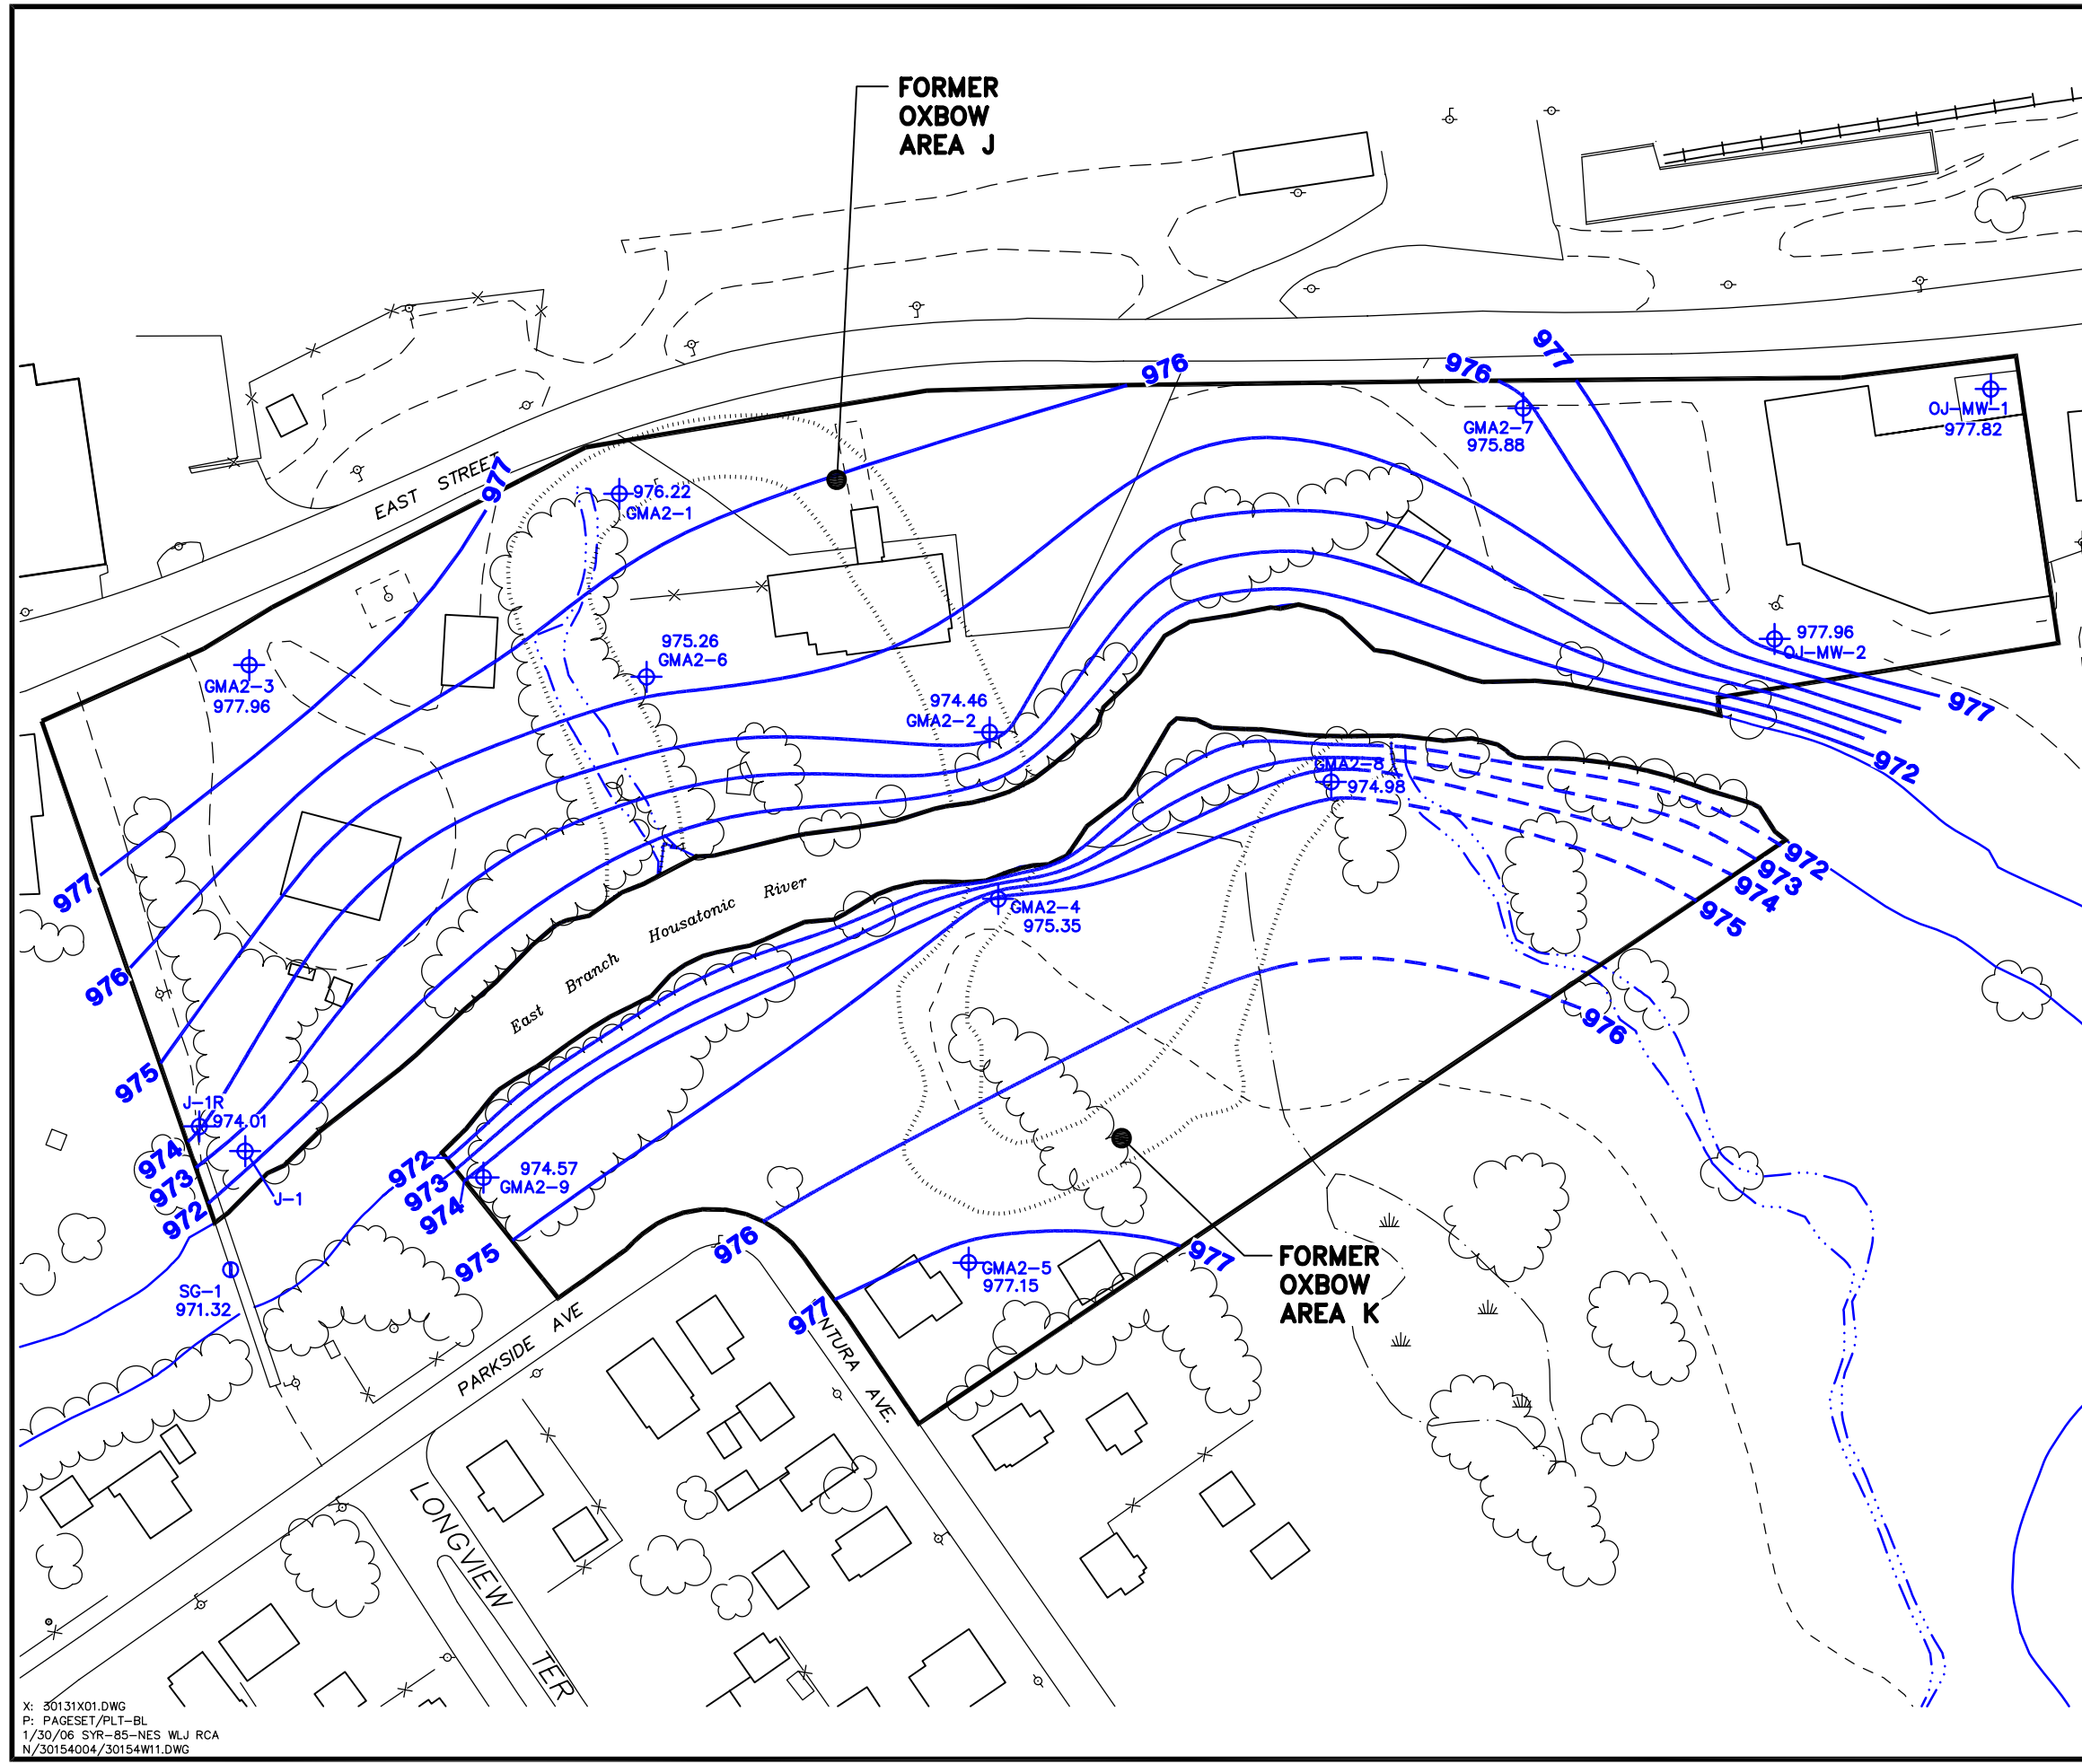 FORMER
OXBOW
AREA J
976
976
977
OJ-MW-1
977.82
GMA2-7
975.88
EAST STREET
977
976.22
GMA2-1
977.96
OJ-MW-2
975.26
GMA2-6
GMA2-3
977.96
974.46
GMA2-2
977
972
GMA2-8
974.98
977
972
973
974
975
GMA2-4
975.35
East Branch Housatonic River
976
976
975
J-1R
974.01
974
973
972
J-1
972
973
974
975
974.57
GMA2-9
976
977
GMA2-5
977.15
977
FORMER
OXBOW
AREA K
SG-1
971.32
PARKSIDE AVE
NTURA AVE.
LONGVIEW TER
X: 30131X01.DWG
P: PAGESET/PLT-BL
1/30/06 SYR-85-NES WLJ RCA
N/30154004/30154W11.DWG